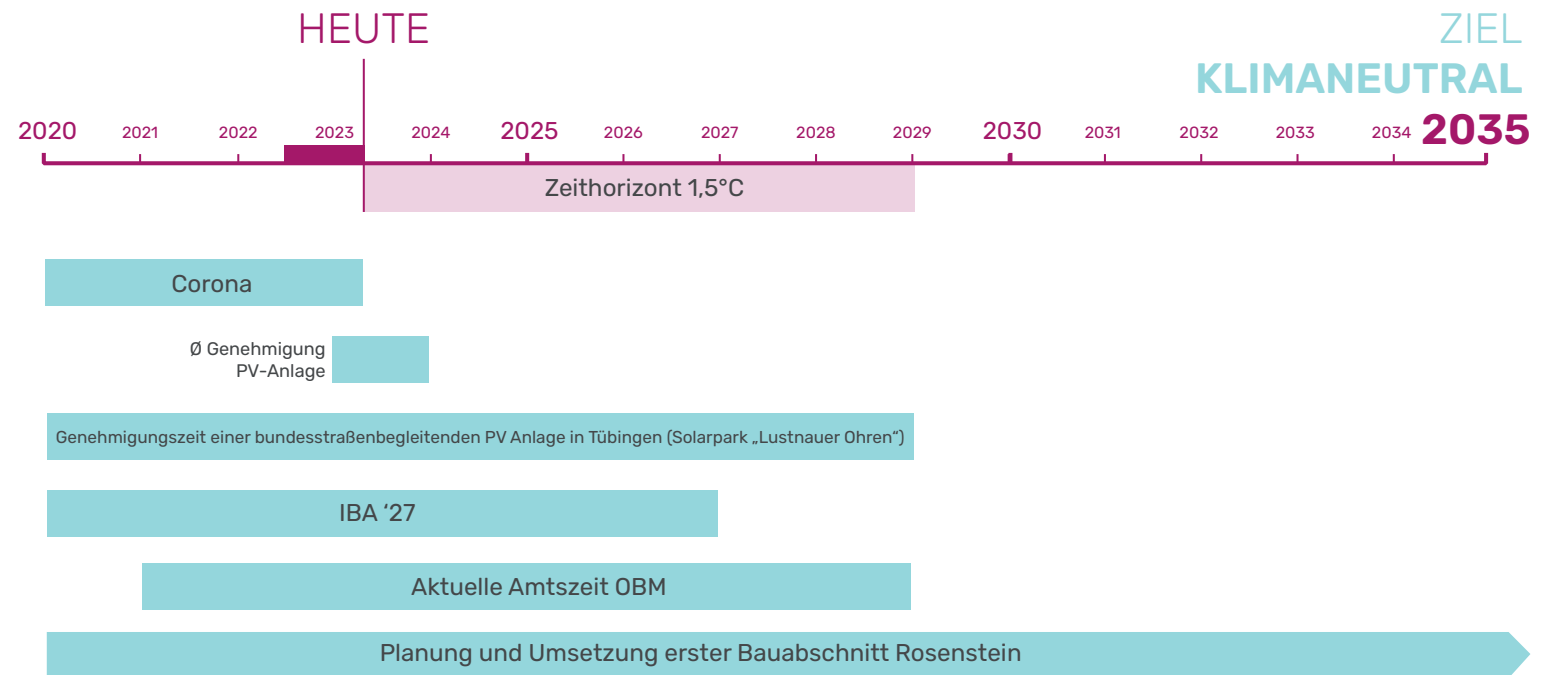 HEUTE
ZIEL
KLIMANEUTRAL
2020 2021 2022 2023 2024 2025 2026 2027 2028 2029 2030 2031 2032 2033 2034 2035
Zeithorizont 1,5°C
Corona
Ø Genehmigung
PV-Anlage
Genehmigungszeit einer bundesstraßenbegleitenden PV Anlage in Tübingen (Solarpark „Lustnauer Ohren“)
IBA ‘27
Aktuelle Amtszeit OBM
Planung und Umsetzung erster Bauabschnitt Rosenstein